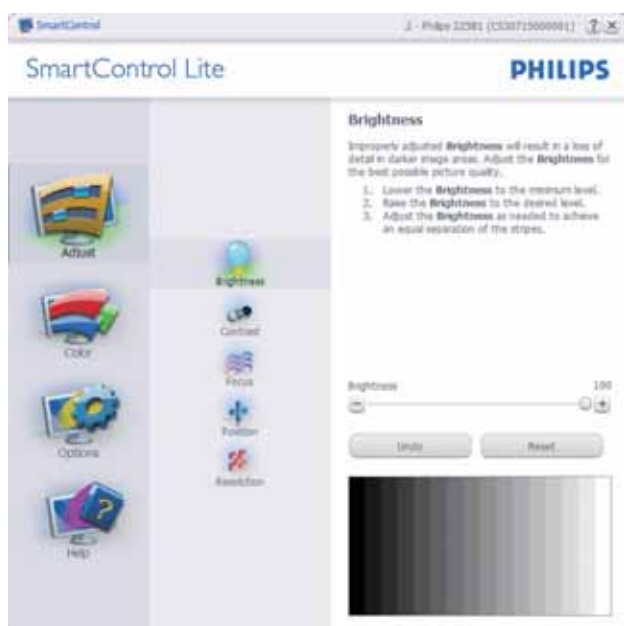 SmartControl
2 - Philips
SmartControl Lite
PHILIPS
Adjust
Color
Options
Help
Brightness
Contrast
Focus
Position
Resolution
Brightness
Improperly adjusted Brightness will result in a loss of
detail in darker image areas. Adjust the Brightness for
the best possible picture quality.
1. Lower the Brightness to the minimum level.
2. Raise the Brightness to the desired level.
3. Adjust the Brightness as needed to achieve
an equal separation of the stripes.
Brightness 100
Undo Reset